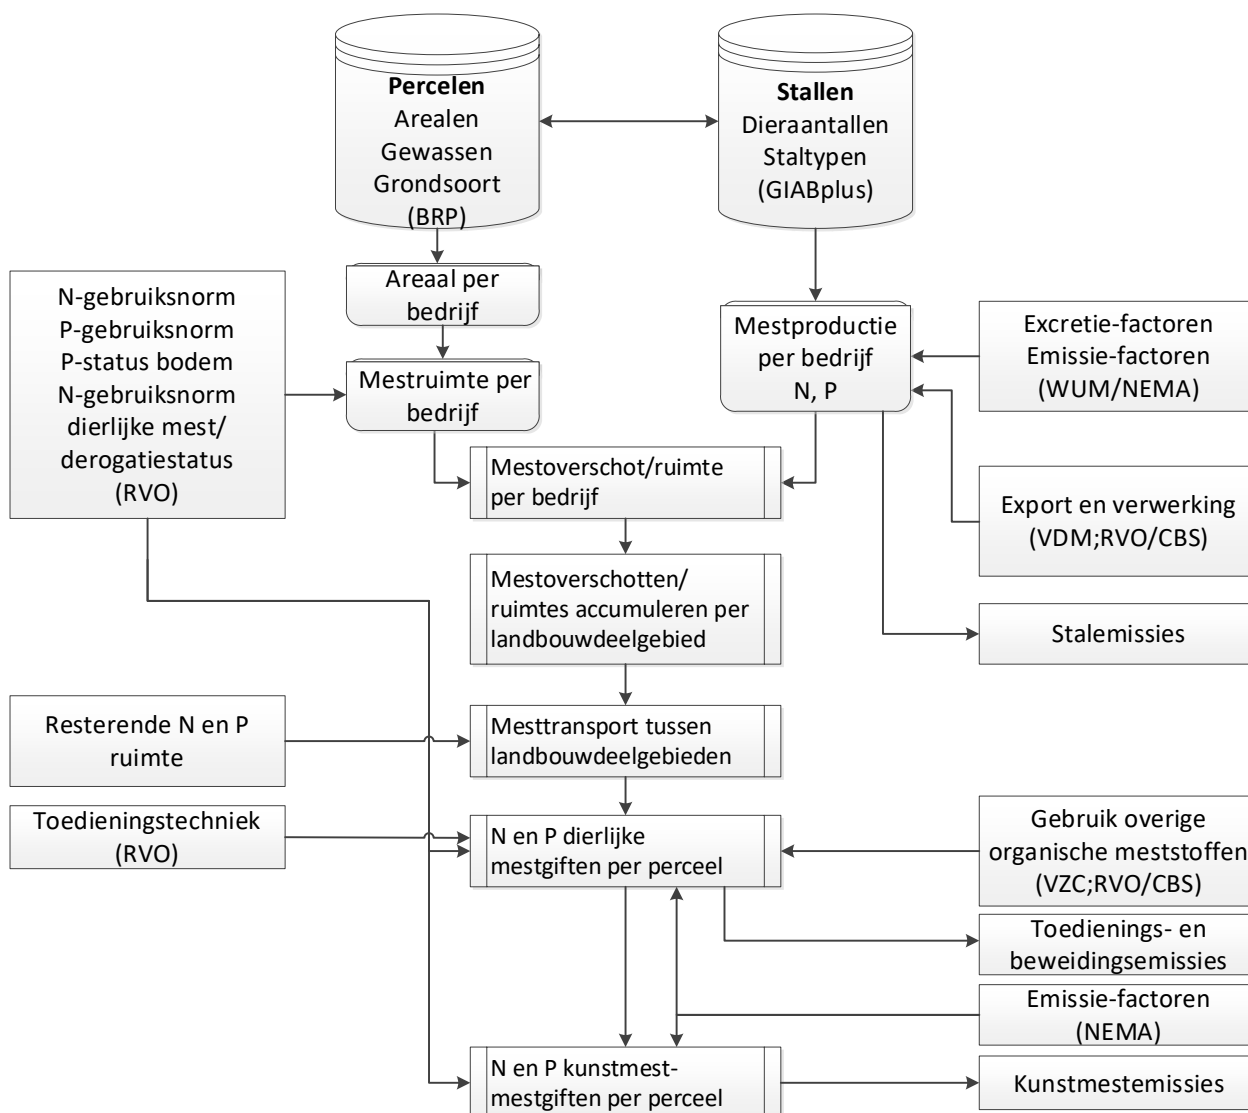 Percelen
Arealen
Gewassen
Grondsoort
(BRP)
Stallen
Dieraantallen
Staltypen
(GIABplus)
Areaal per
bedrijf
N-gebruiksnorm
P-gebruiksnorm
P-status bodem
N-gebruiksnorm
dierlijke mest/
derogatiestatus
(RVO)
Mestruimte per
bedrijf
Mestproductie
per bedrijf
N, P
Excretie-factoren
Emissie-factoren
(WUM/NEMA)
Mestoverschot/ruimte
per bedrijf
Export en verwerking
(VDM;RVO/CBS)
Mestoverschotten/
ruimtes accumuleren per
landbouwdeelgebied
Stalemissies
Resterende N en P
ruimte
Mesttransport tussen
landbouwdeelgebieden
Toedieningstechniek
(RVO)
N en P dierlijke
mestgiften per perceel
Gebruik overige
organische meststoffen
(VZC;RVO/CBS)
Toedienings- en
beweidingsemissies
Emissie-factoren
(NEMA)
N en P kunstmest-
mestgiften per perceel
Kunstmestemissies